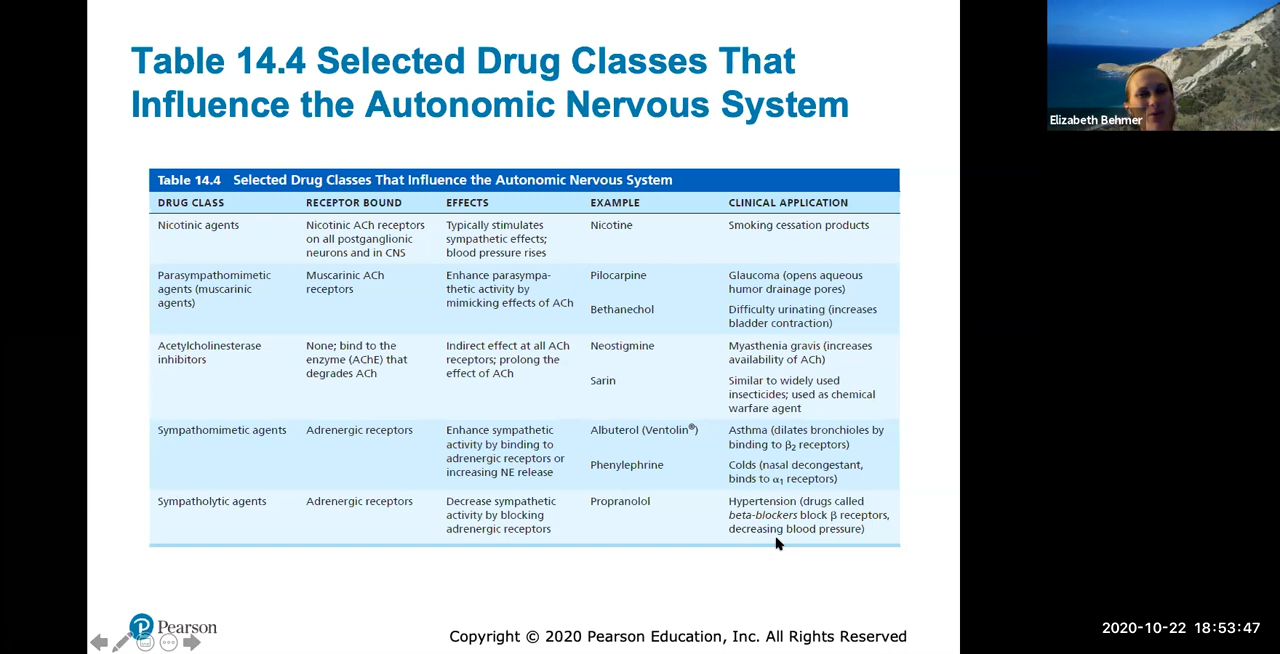 Table 14.4 Selected Drug Classes That
Influence the Autonomic Nervous System
Elizabeth Behmer
Table 14.4 Selected Drug Classes That Influence the Autonomic Nervous System
DRUG CLASS RECEPTOR BOUND EFFECTS EXAMPLE CLINICAL APPLICATION
Nicotinic agents Nicotinic ACh receptors Typically stimulates Nicotine Smoking cessation products
on all postganglionic sympathetic effects;
neurons and in CNS blood pressure rises
Parasympathomimetic Muscarinic ACh Enhance parasympa- Pilocarpine Glaucoma (opens aqueous
agents (muscarinic receptors thetic activity by humor drainage pores)
agents) mimicking effects of ACh
Bethanechol Difficulty urinating (increases
bladder contraction)
Acetylcholinesterase None; bind to the Indirect effect at all ACh Neostigmine Myasthenia gravis (increases
inhibitors enzyme (AChE) that receptors; prolong the availability of ACh)
degrades ACh effect of ACh
Sarin Similar to widely used
insecticides; used as chemical
warfare agent
Sympathomimetic agents Adrenergic receptors Enhance sympathetic Albuterol (Ventolin®) Asthma (dilates bronchioles by
activity by binding to binding to β₂ receptors)
adrenergic receptors or
increasing NE release
Phenylephrine Colds (nasal decongestant,
binds to α₁ receptors)
Sympatholytic agents Adrenergic receptors Decrease sympathetic Propranolol Hypertension (drugs called
activity by blocking beta-blockers block β receptors,
adrenergic receptors decreasing blood pressure)
P Pearson
Copyright © 2020 Pearson Education, Inc. All Rights Reserved
2020-10-22 18:53:47